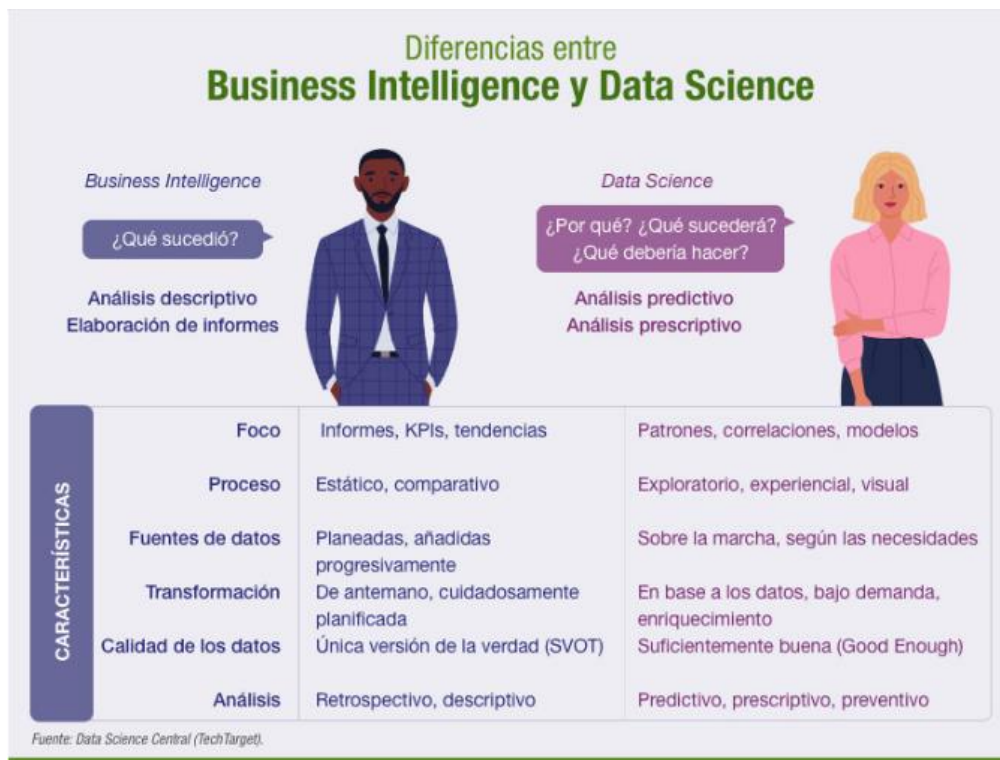 Diferencias entre
Business Intelligence y Data Science
Business Intelligence
¿Qué sucedió?
Análisis descriptivo
Elaboración de informes
Data Science
¿Por qué? ¿Qué sucederá?
¿Qué debería hacer?
Análisis predictivo
Análisis prescriptivo
CARACTERÍSTICAS
Foco
Informes, KPIs, tendencias
Patrones, correlaciones, modelos
Proceso
Estático, comparativo
Exploratorio, experiencial, visual
Fuentes de datos
Planeadas, añadidas
progresivamente
Sobre la marcha, según las necesidades
Transformación
De antemano, cuidadosamente
planificada
En base a los datos, bajo demanda,
enriquecimiento
Calidad de los datos
Única versión de la verdad (SVOT)
Suficientemente buena (Good Enough)
Análisis
Retrospectivo, descriptivo
Predictivo, prescriptivo, preventivo
Fuente: Data Science Central (TechTarget).